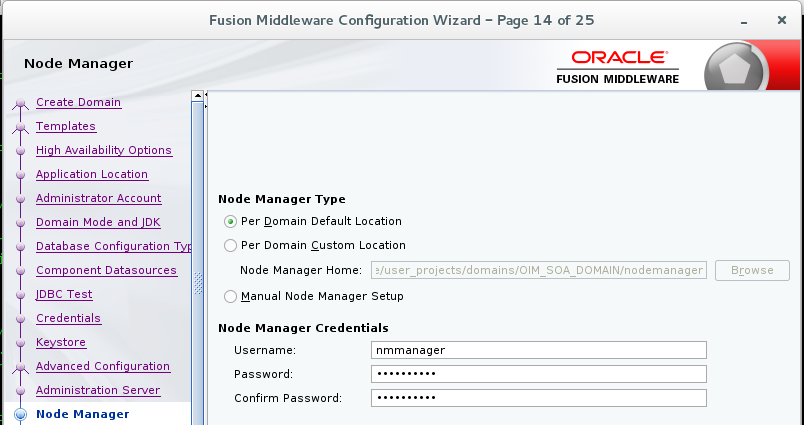 Fusion Middleware Configuration Wizard – Page 14 of 25
Node Manager
ORACLE
FUSION MIDDLEWARE
Create Domain
Templates
High Availability Options
Application Location
Administrator Account
Domain Mode and JDK
Database Configuration Typ
Component Datasources
JDBC Test
Credentials
Keystore
Advanced Configuration
Administration Server
Node Manager
Node Manager Type
Per Domain Default Location
Per Domain Custom Location
Node Manager Home: e/user_projects/domains/OIM_SOA_DOMAIN/nodemanager Browse
Manual Node Manager Setup
Node Manager Credentials
Username: nmmanager
Password: ••••••••••
Confirm Password: ••••••••••